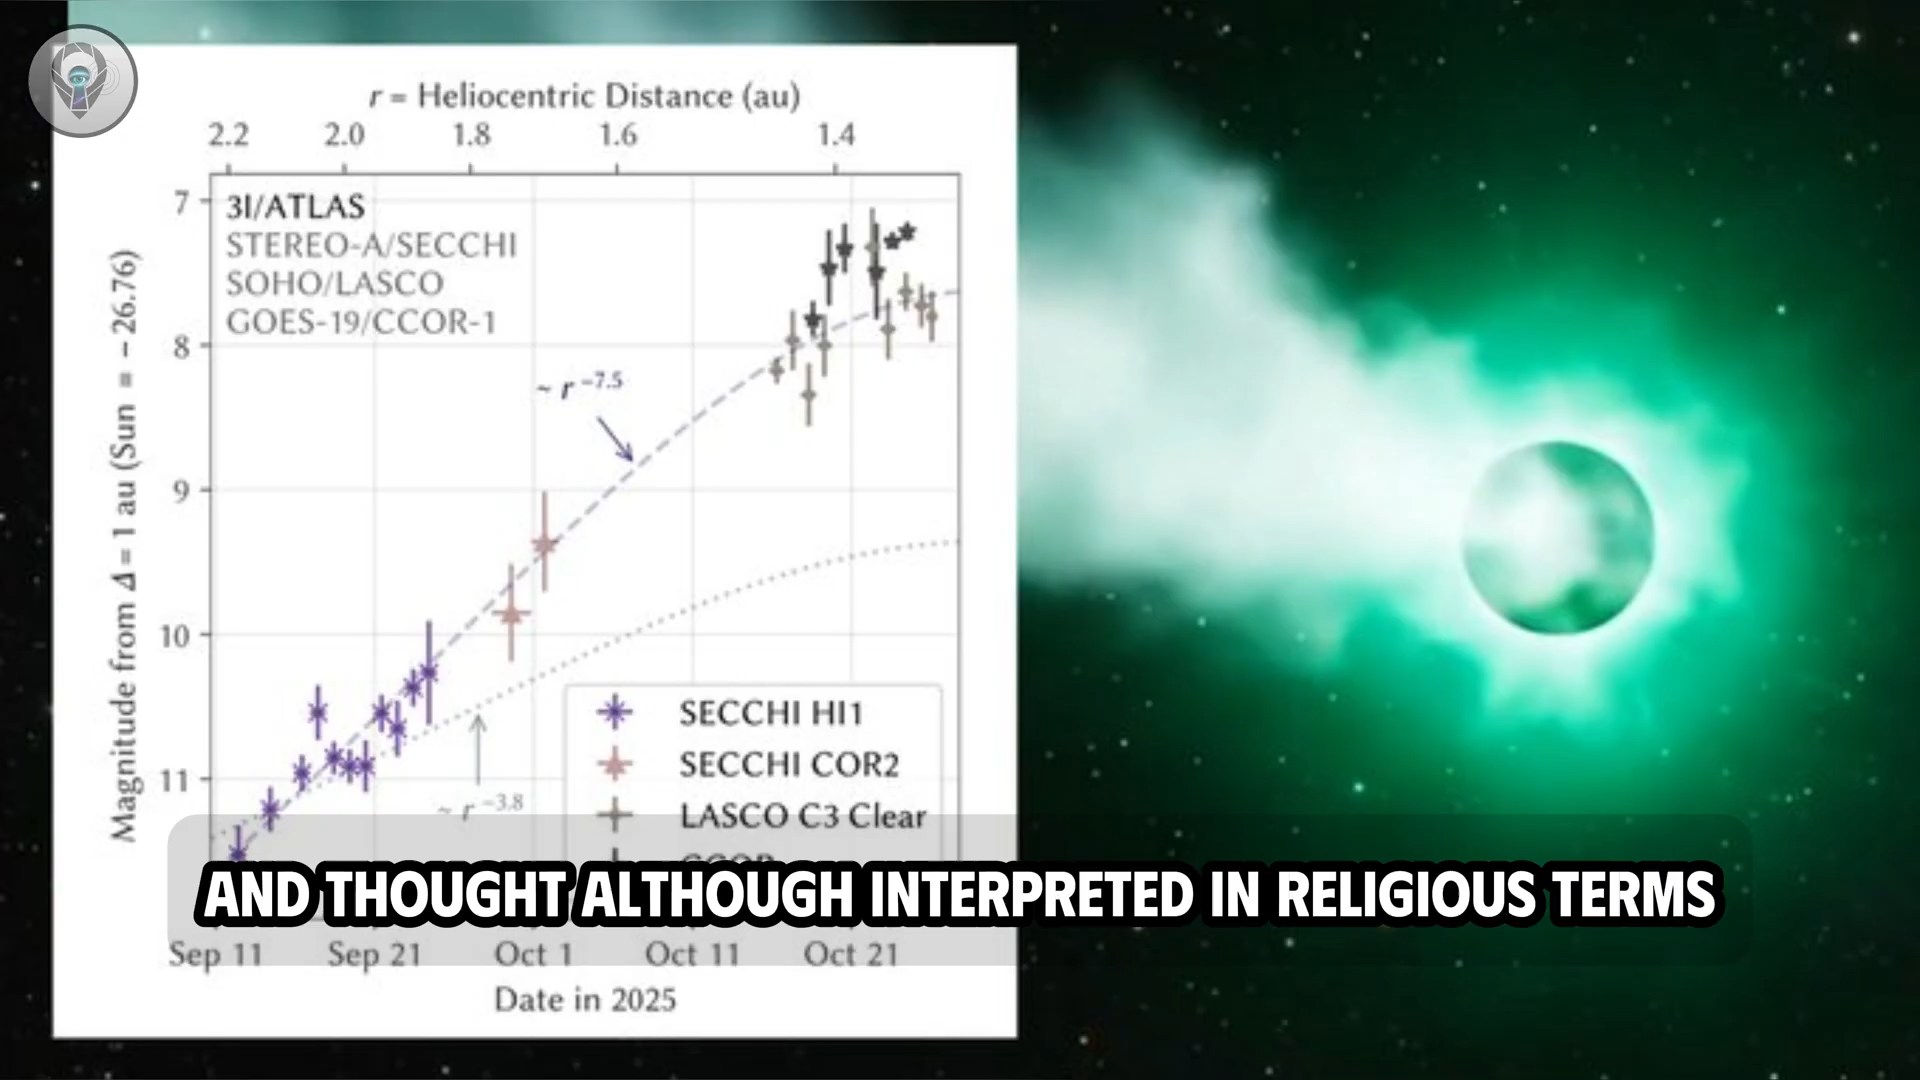 r = Heliocentric Distance (au)
2.2 2.0 1.8 1.6 1.4
Magnitude from Δ = 1 au (Sun = −26.76)
7
8
9
10
11
3I/ATLAS
STEREO-A/SECCHI
SOHO/LASCO
GOES-19/CCOR-1
~ r −7.5
~ r −3.8
SECCHI HI1
SECCHI COR2
LASCO C3 Clear
AND THOUGHT ALTHOUGH INTERPRETED IN RELIGIOUS TERMS
Sep 11 Sep 21 Oct 1 Oct 11 Oct 21
Date in 2025